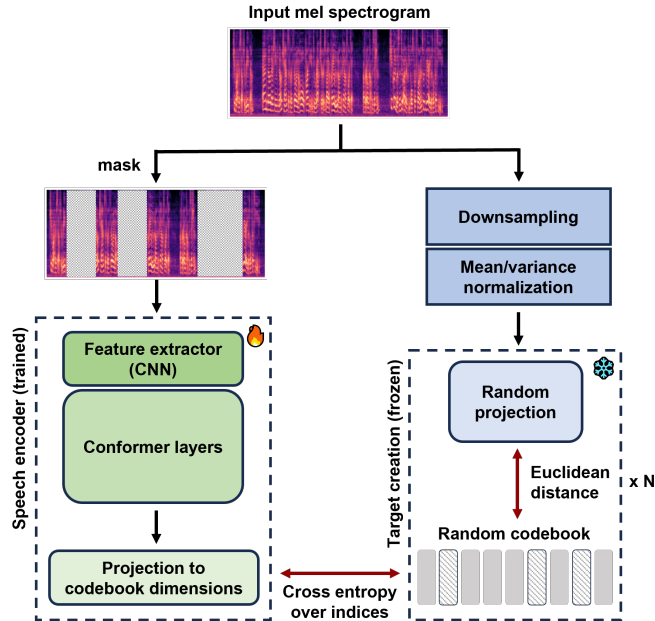 Input mel spectrogram
mask
Downsampling
Mean/variance
normalization
Speech encoder (trained)
Feature extractor
(CNN)
Conformer layers
Projection to
codebook dimensions
Target creation (frozen)
Random
projection
Euclidean
distance
x N
Random codebook
Cross entropy
over indices